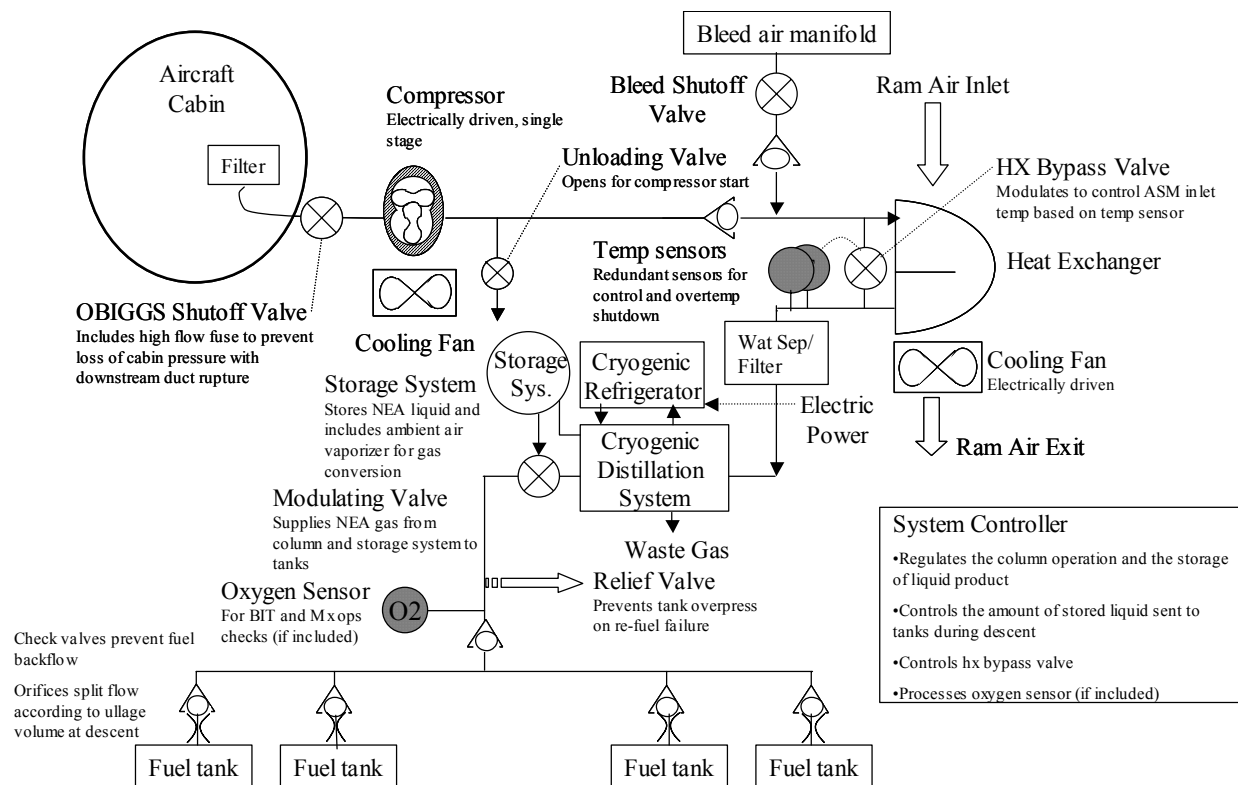 Bleed air manifold
Aircraft
Cabin
Filter
Compressor
Electrically driven, single
stage
Bleed Shutoff
Valve
Ram Air Inlet
Unloading Valve
Opens for compressor start
HX Bypass Valve
Modulates to control ASM inlet
temp based on temp sensor
Temp sensors
Redundant sensors for
control and overtemp
shutdown
Heat Exchanger
OBIGGS Shutoff Valve
Includes high flow fuse to prevent
loss of cabin pressure with
downstream duct rupture
Cooling Fan
Wat Sep/
Filter
Cooling Fan
Electrically driven
Storage
Sys.
Cryogenic
Refrigerator
Storage System
Stores NEA liquid and
includes ambient air
vaporizer for gas
conversion
Electric
Power
Ram Air Exit
Cryogenic
Distillation
System
Modulating Valve
Supplies NEA gas from
column and storage system to
tanks
Waste Gas
Relief Valve
Prevents tank overpress
on re-fuel failure
Oxygen Sensor
For BIT and Mx ops
checks (if included)
O2
System Controller
•Regulates the column operation and the storage
of liquid product
•Controls the amount of stored liquid sent to
tanks during descent
•Controls hx bypass valve
•Processes oxygen sensor (if included)
Check valves prevent fuel
backflow
Orifices split flow
according to ullage
volume at descent
Fuel tank
Fuel tank
Fuel tank
Fuel tank